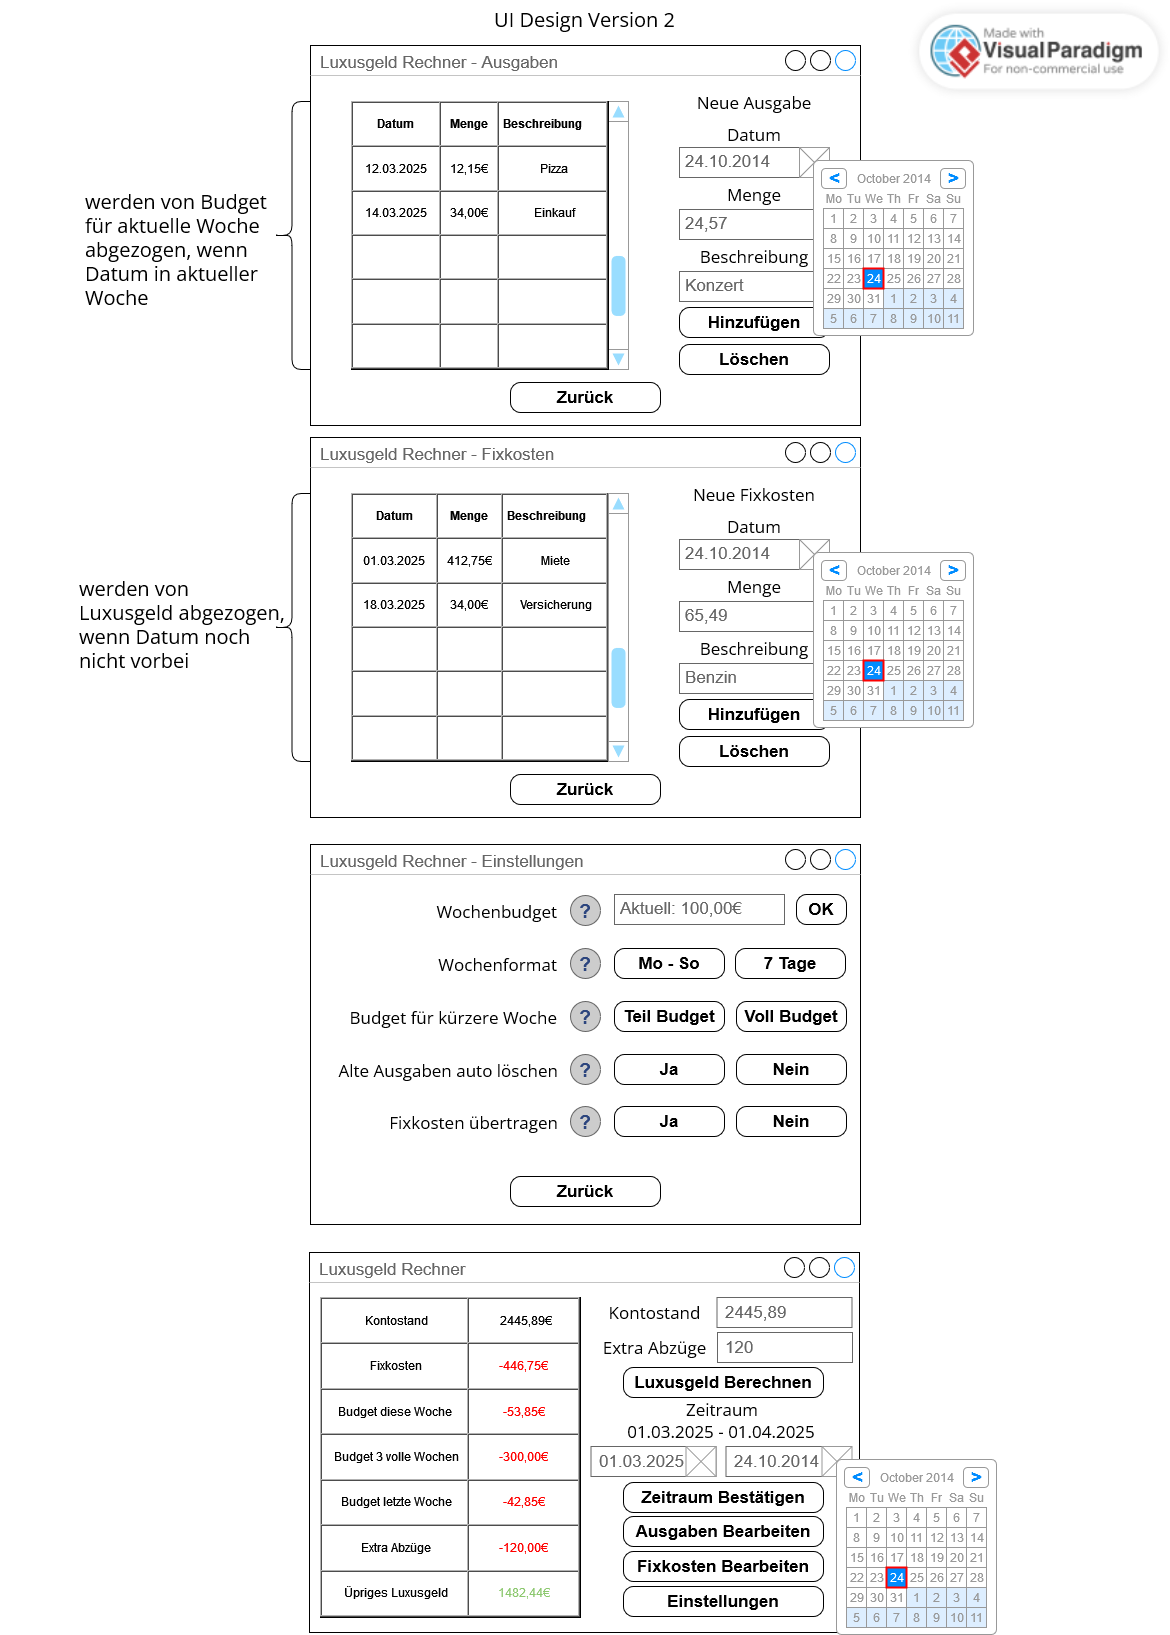 UI Design Version 2
Made with
VisualParadigm
For non-commercial use
Luxusgeld Rechner - Ausgaben
werden von Budget
für aktuelle Woche
abgezogen, wenn
Datum in aktueller
Woche
Datum Menge Beschreibung
12.03.2025 12,15€ Pizza
14.03.2025 34,00€ Einkauf
Neue Ausgabe
Datum
24.10.2014
Menge
24,57
Beschreibung
Konzert
Hinzufügen
Löschen
Zurück
< October 2014 >
Mo Tu We Th Fr Sa Su
1 2 3 4 5 6 7
8 9 10 11 12 13 14
15 16 17 18 19 20 21
22 23 24 25 26 27 28
29 30 31 1 2 3 4
5 6 7 8 9 10 11
Luxusgeld Rechner - Fixkosten
werden von
Luxusgeld abgezogen,
wenn Datum noch
nicht vorbei
Datum Menge Beschreibung
01.03.2025 412,75€ Miete
18.03.2025 34,00€ Versicherung
Neue Fixkosten
Datum
24.10.2014
Menge
65,49
Beschreibung
Benzin
Hinzufügen
Löschen
Zurück
< October 2014 >
Mo Tu We Th Fr Sa Su
1 2 3 4 5 6 7
8 9 10 11 12 13 14
15 16 17 18 19 20 21
22 23 24 25 26 27 28
29 30 31 1 2 3 4
5 6 7 8 9 10 11
Luxusgeld Rechner - Einstellungen
Wochenbudget ? Aktuell: 100,00€ OK
Wochenformat ? Mo - So 7 Tage
Budget für kürzere Woche ? Teil Budget Voll Budget
Alte Ausgaben auto löschen ? Ja Nein
Fixkosten übertragen ? Ja Nein
Zurück
Luxusgeld Rechner
Kontostand 2445,89€
Fixkosten -446,75€
Budget diese Woche -53,85€
Budget 3 volle Wochen -300,00€
Budget letzte Woche -42,85€
Extra Abzüge -120,00€
Üpriges Luxusgeld 1482,44€
Kontostand 2445,89
Extra Abzüge 120
Luxusgeld Berechnen
Zeitraum
01.03.2025 - 01.04.2025
01.03.2025 24.10.2014
Zeitraum Bestätigen
Ausgaben Bearbeiten
Fixkosten Bearbeiten
Einstellungen
< October 2014 >
Mo Tu We Th Fr Sa Su
1 2 3 4 5 6 7
8 9 10 11 12 13 14
15 16 17 18 19 20 21
22 23 24 25 26 27 28
29 30 31 1 2 3 4
5 6 7 8 9 10 11